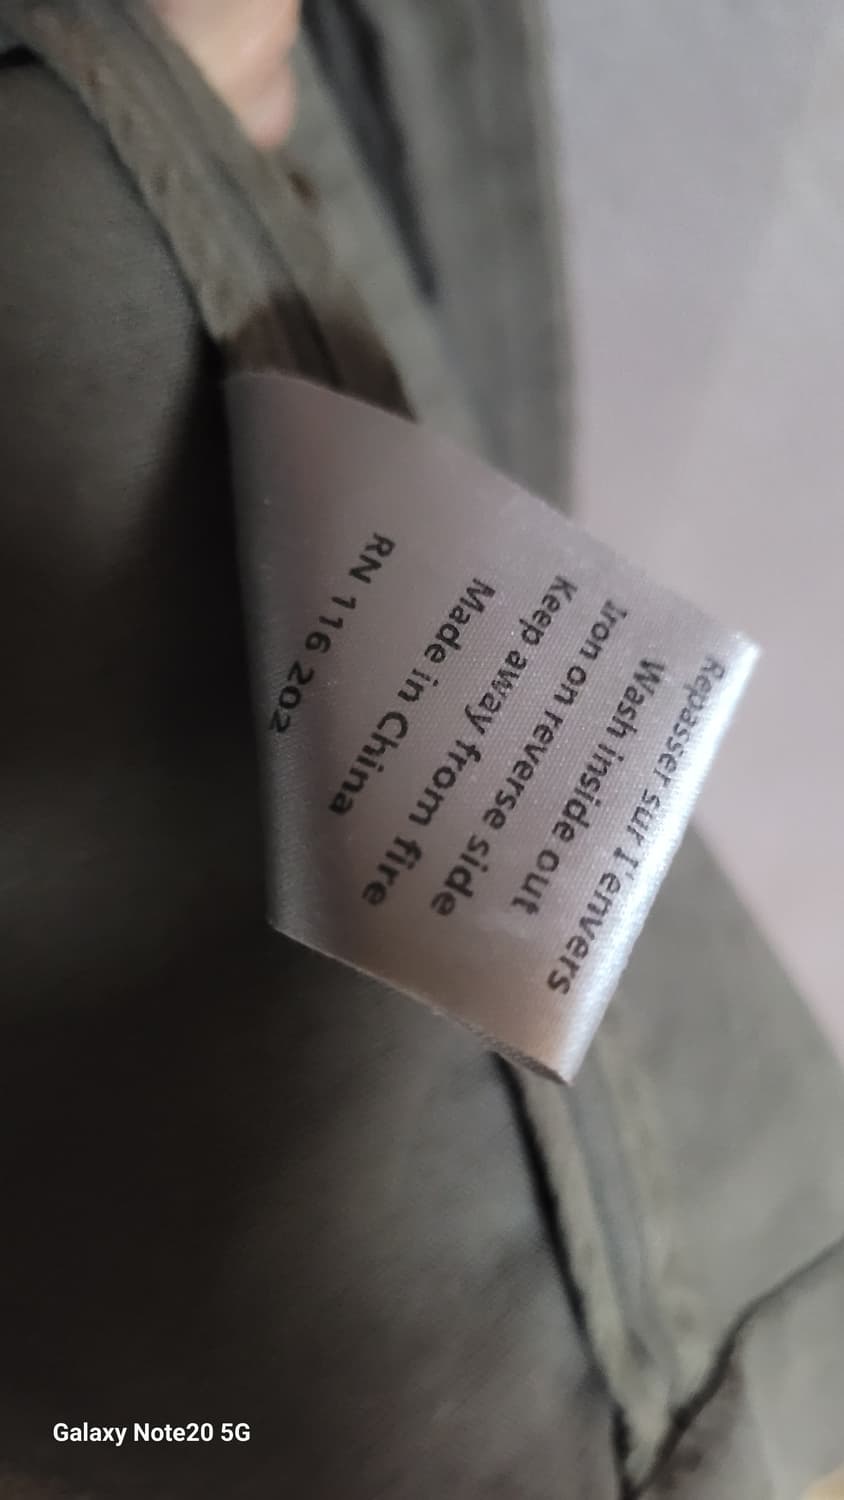 Repasser sur l'envers
Wash inside out
Iron on reverse side
Keep away from fire
Made in China
RN 116 202
Galaxy Note20 5G